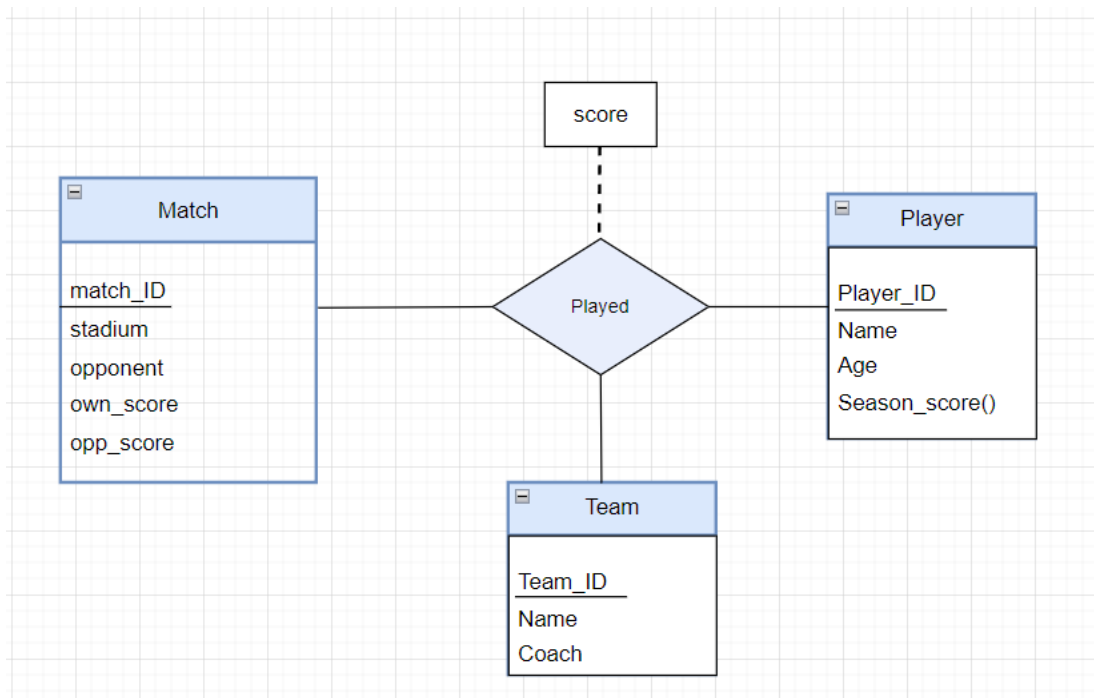 score
Match
match_ID
stadium
opponent
own_score
opp_score
Played
Player
Player_ID
Name
Age
Season_score()
Team
Team_ID
Name
Coach